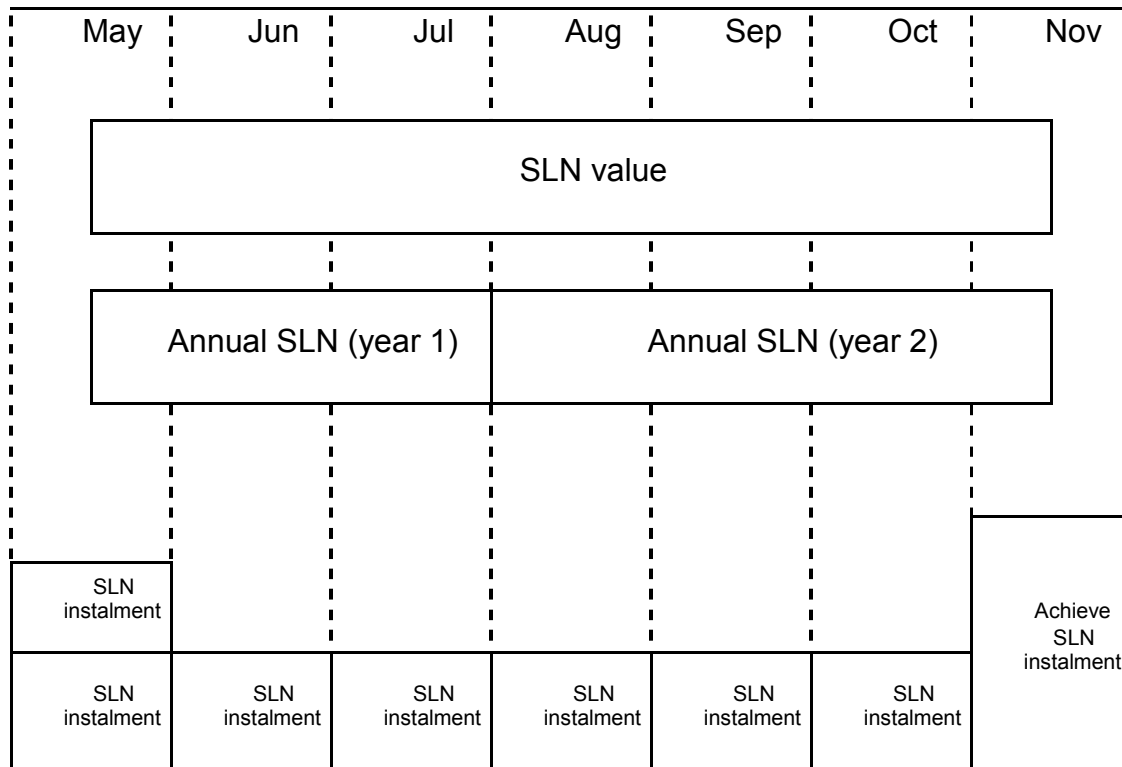 May Jun Jul Aug Sep Oct Nov
SLN value
Annual SLN (year 1) Annual SLN (year 2)
SLN
instalment
Achieve
SLN
instalment
SLN
instalment
SLN
instalment
SLN
instalment
SLN
instalment
SLN
instalment
SLN
instalment